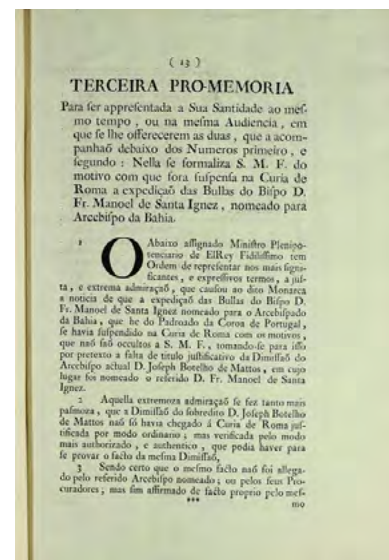 ( 13 )
TERCEIRA PRO-MEMORIA
Para ſer appreſentada a Sua Santidade ao meſ-
mo tempo , ou na meſma Audiencia , em
que ſe lhe offerecerem as duas , que a acom-
panhaõ debaixo dos Numeros primeiro , e
ſegundo : Nella ſe formaliza S. M. F. do
motivo com que fora ſuſpenſa na Curia de
Roma a expediçaõ das Bullas do Biſpo D.
Fr. Manoel de Santa Ignez , nomeado para
Arcebiſpo da Bahia.
1 O Abaixo aſſignado Miniſtro Plenipo-
tenciario de ElRey Fidiliſſimo tem
Ordem de repreſentar nos mais ſigni-
ficantes , e expreſſivos termos , a juſ-
ta , e extrema admiraçaõ , que cauſou ao dito Monarca
a noticia de que a expediçaõ das Bullas do Biſpo D.
Fr. Manoel de Santa Ignez nomeado para o Arcebiſpado
da Bahia , que he do Padroado da Coroa de Portugal ,
ſe havia ſuſpendido na Curia de Roma com os motivos ,
que naõ ſaõ occultos a S. M. F. , tomando-ſe para iſſo
por pretexto a falta de titulo juſtificativo da Dimiſſaõ do
Arcebiſpo actual D. Joſeph Botelho de Mattos , em cujo
lugar foi nomeado o referido D. Fr. Manoel de Santa
Ignez.
2 Aquella extremoza admiraçaõ ſe fez tanto mais
paſmoza , que a Dimiſſaõ do ſobredito D. Joſeph Botelho
de Mattos naõ ſó havia chegado á Curia de Roma juſ-
tificada por modo ordinario ; mas verificada pelo modo
mais authorizado , e authentico , que podia haver para
ſe provar o facto da meſma Dimiſſaõ.
3 Sendo certo que o meſmo facto naõ foi allega-
do pelo referido Arcebiſpo nomeado ; ou pelos ſeus Pro-
curadores ; mas ſim affirmado de facto proprio pelo meſ-
***
mo